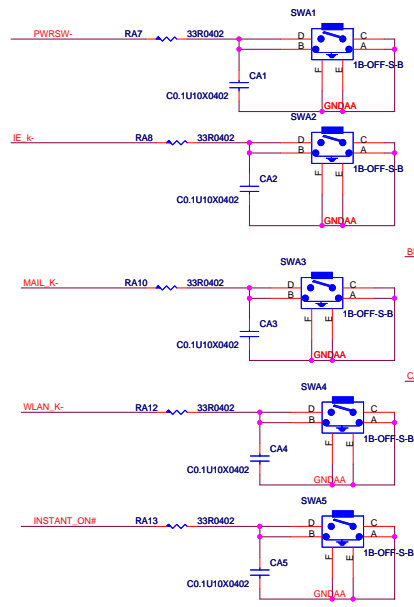 SWA1
PWRSW-
RA7
33R0402
D
C
B
A
CA1
F
E
1B-OFF-S-B
C0.1U10X0402
GNDAA
SWA2
IE_k-
RA8
33R0402
D
C
B
A
CA2
F
E
1B-OFF-S-B
C0.1U10X0402
GNDAA
SWA3
MAIL_K-
RA10
33R0402
D
C
B
A
CA3
F
E
1B-OFF-S-B
C0.1U10X0402
GNDAA
SWA4
WLAN_K-
RA12
33R0402
D
C
B
A
CA4
F
E
1B-OFF-S-B
C0.1U10X0402
GNDAA
SWA5
INSTANT_ON#
RA13
33R0402
D
C
B
A
CA5
F
E
1B-OFF-S-B
C0.1U10X0402
GNDAA